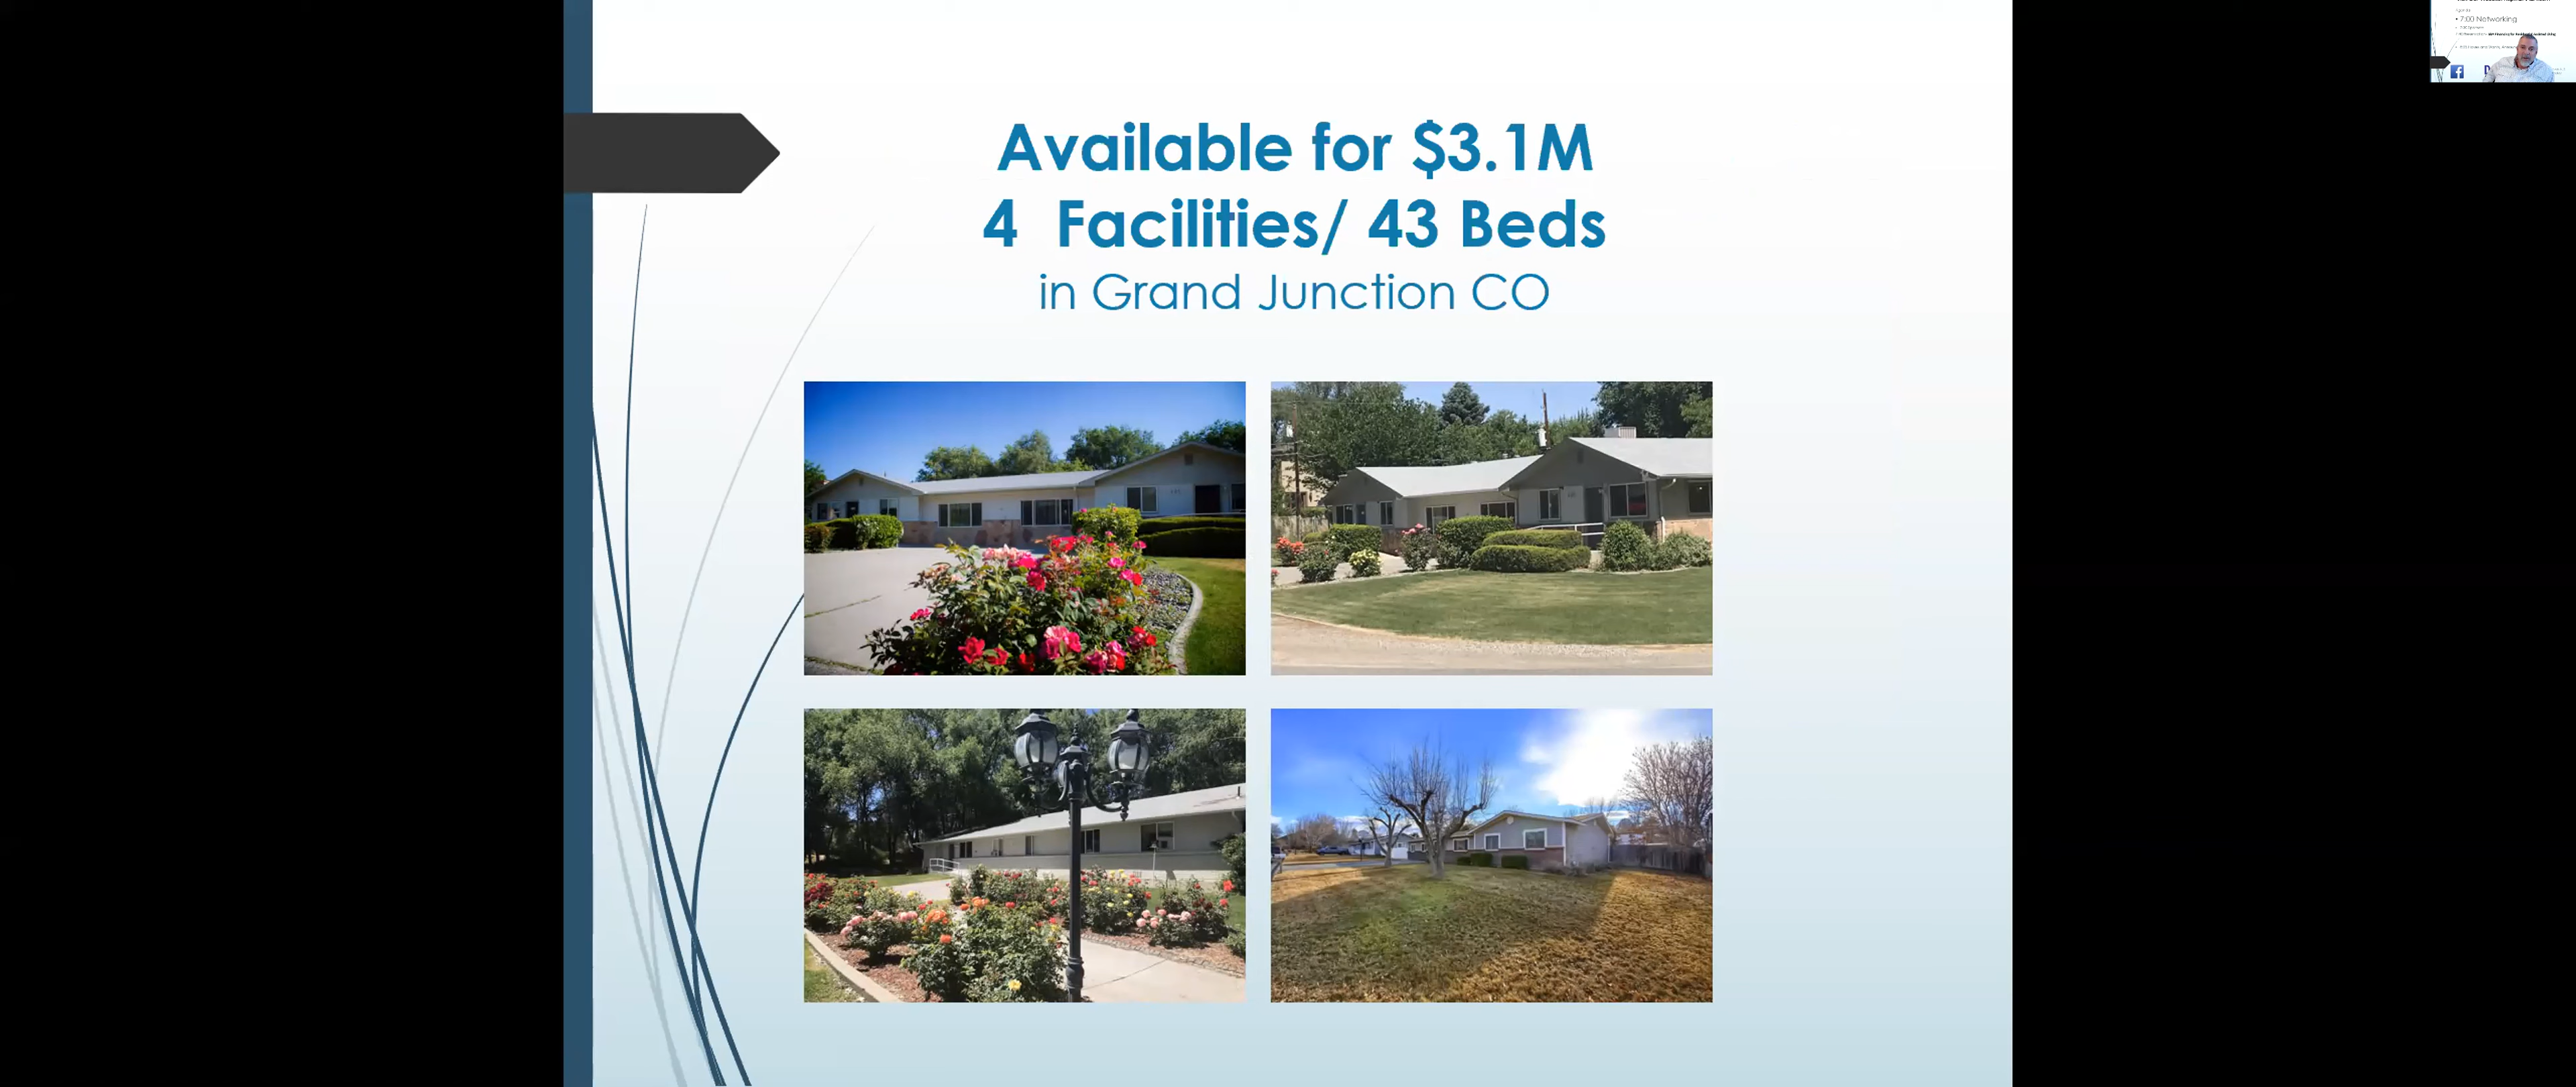 Available for $3.1M
4 Facilities/ 43 Beds
in Grand Junction CO
• 7:00 Networking